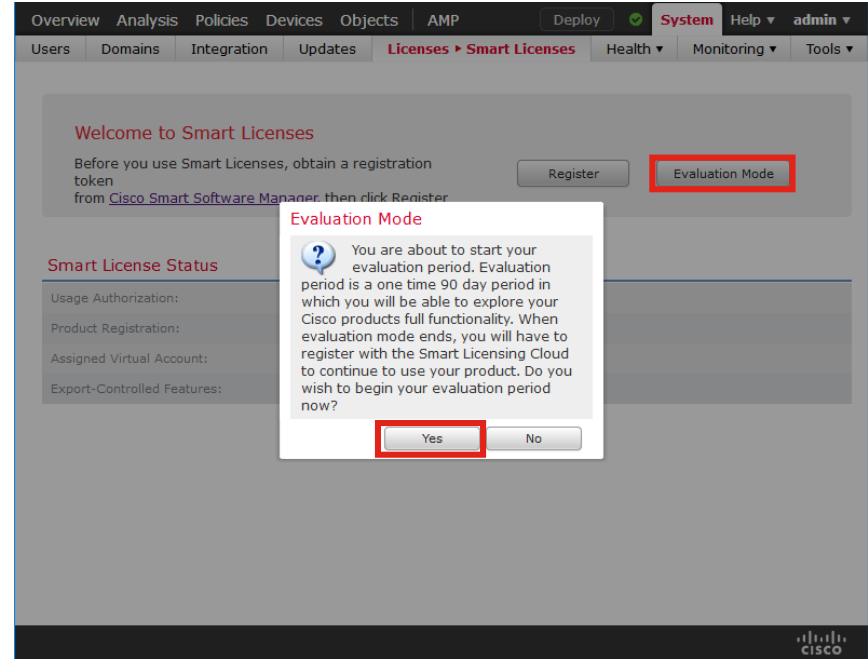 Overview Analysis Policies Devices Objects AMP Deploy System Help ▾ admin ▾
Users Domains Integration Updates Licenses ▸ Smart Licenses Health ▾ Monitoring ▾ Tools ▾
Welcome to Smart Licenses
Before you use Smart Licenses, obtain a registration
token
from Cisco Smart Software Manager, then click Register
Register
Evaluation Mode
Evaluation Mode
You are about to start your
evaluation period. Evaluation
period is a one time 90 day period in
which you will be able to explore your
Cisco products full functionality. When
evaluation mode ends, you will have to
register with the Smart Licensing Cloud
to continue to use your product. Do you
wish to begin your evaluation period
now?
Yes No
Smart License Status
Usage Authorization:
Product Registration:
Assigned Virtual Account:
Export-Controlled Features:
CISCO